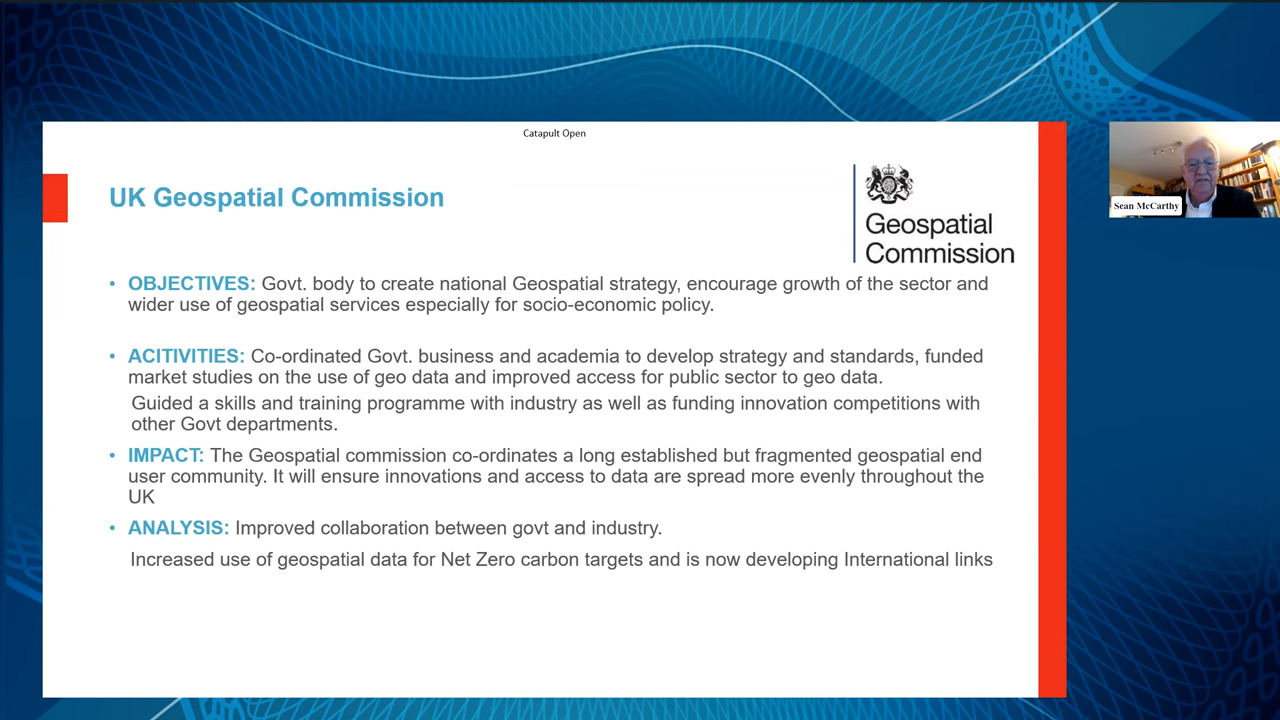 Catapult Open
UK Geospatial Commission
Geospatial
Commission
• OBJECTIVES: Govt. body to create national Geospatial strategy, encourage growth of the sector and
wider use of geospatial services especially for socio-economic policy.
• ACITIVITIES: Co-ordinated Govt. business and academia to develop strategy and standards, funded
market studies on the use of geo data and improved access for public sector to geo data.
Guided a skills and training programme with industry as well as funding innovation competitions with
other Govt departments.
• IMPACT: The Geospatial commission co-ordinates a long established but fragmented geospatial end
user community. It will ensure innovations and access to data are spread more evenly throughout the
UK
• ANALYSIS: Improved collaboration between govt and industry.
Increased use of geospatial data for Net Zero carbon targets and is now developing International links
Sean McCarthy